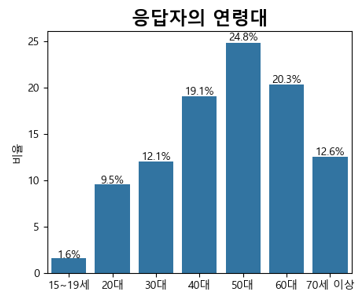 응답자의 연령대
비율
25
20
15
10
5
0
1.6%
9.5%
12.1%
19.1%
24.8%
20.3%
12.6%
15~19세
20대
30대
40대
50대
60대
70세 이상